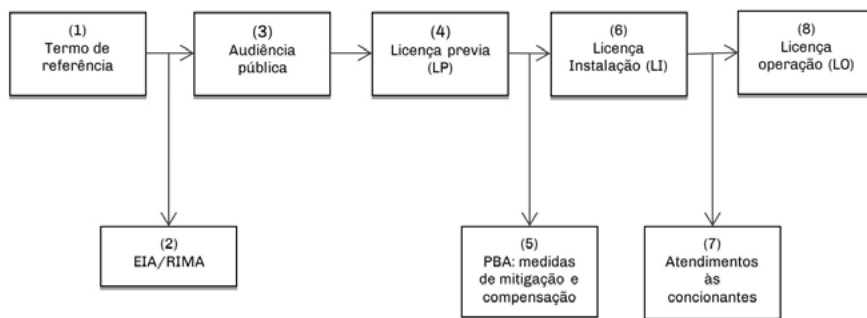 (1)
Termo de
referência
(3)
Audiência
pública
(4)
Licença previa
(LP)
(6)
Licença
Instalação (LI)
(8)
Licença
operação (LO)
(2)
EIA/RIMA
(5)
PBA: medidas
de mitigação e
compensação
(7)
Atendimentos
às
concionantes